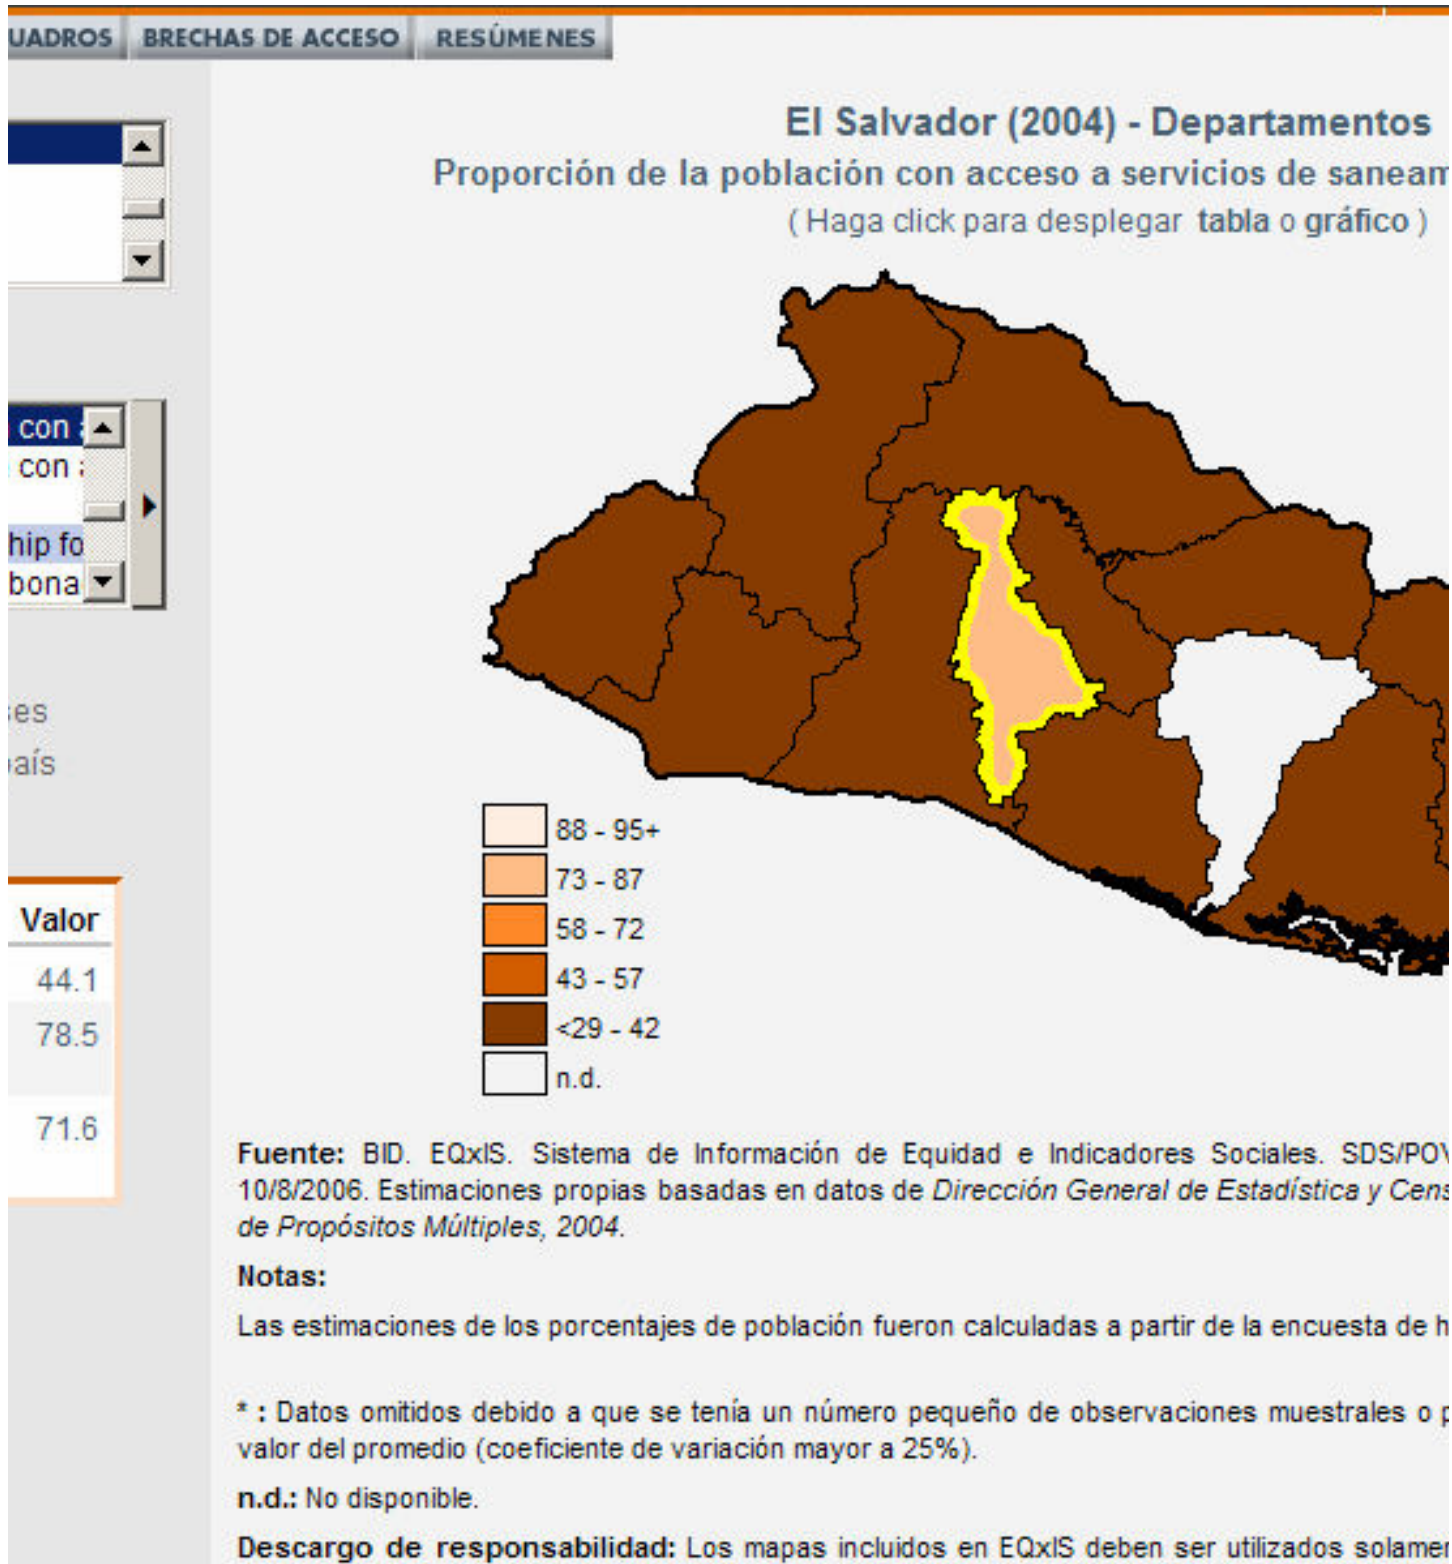 UADROS BRECHAS DE ACCESO RESÚMENES
El Salvador (2004) - Departamentos
Proporción de la población con acceso a servicios de saneam
( Haga click para desplegar tabla o gráfico )
con a
con a
hip fo
bona
es
aís
Valor
44.1
78.5
71.6
88 - 95+
73 - 87
58 - 72
43 - 57
<29 - 42
n.d.
Fuente: BID. EQxIS. Sistema de Información de Equidad e Indicadores Sociales. SDS/POV
10/8/2006. Estimaciones propias basadas en datos de Dirección General de Estadística y Cens
de Propósitos Múltiples, 2004.
Notas:
Las estimaciones de los porcentajes de población fueron calculadas a partir de la encuesta de h
* : Datos omitidos debido a que se tenía un número pequeño de observaciones muestrales o p
valor del promedio (coeficiente de variación mayor a 25%).
n.d.: No disponible.
Descargo de responsabilidad: Los mapas incluidos en EQxIS deben ser utilizados solamen